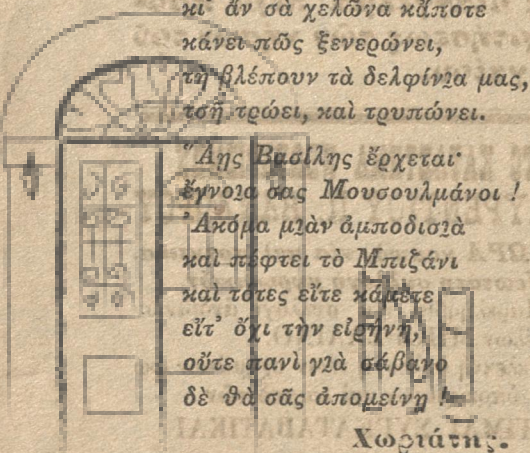 κι' ἂν σὰ χελῶνα κάποτε
κάνει πῶς ξενερώνει,
τὴ βλέπουν τὰ δελφίνια μας,
τσῆ τρώει, καὶ τρυπώνει.
Ἅης Βασίλης ἔρχεται·
ἔγνοια σας Μουσουλμάνοι !
Ἀκόμα μιὰν ἀμποδισιὰ
καὶ πέφτει τὸ Μπιζάνι
καὶ τότες εἴτε κάμετε
εἴτ' ὄχι τὴν εἰρήνη,
οὔτε πανὶ γιὰ σάβανο
δὲ θὰ σᾶς ἀπομείνῃ !
Χωριάτης.